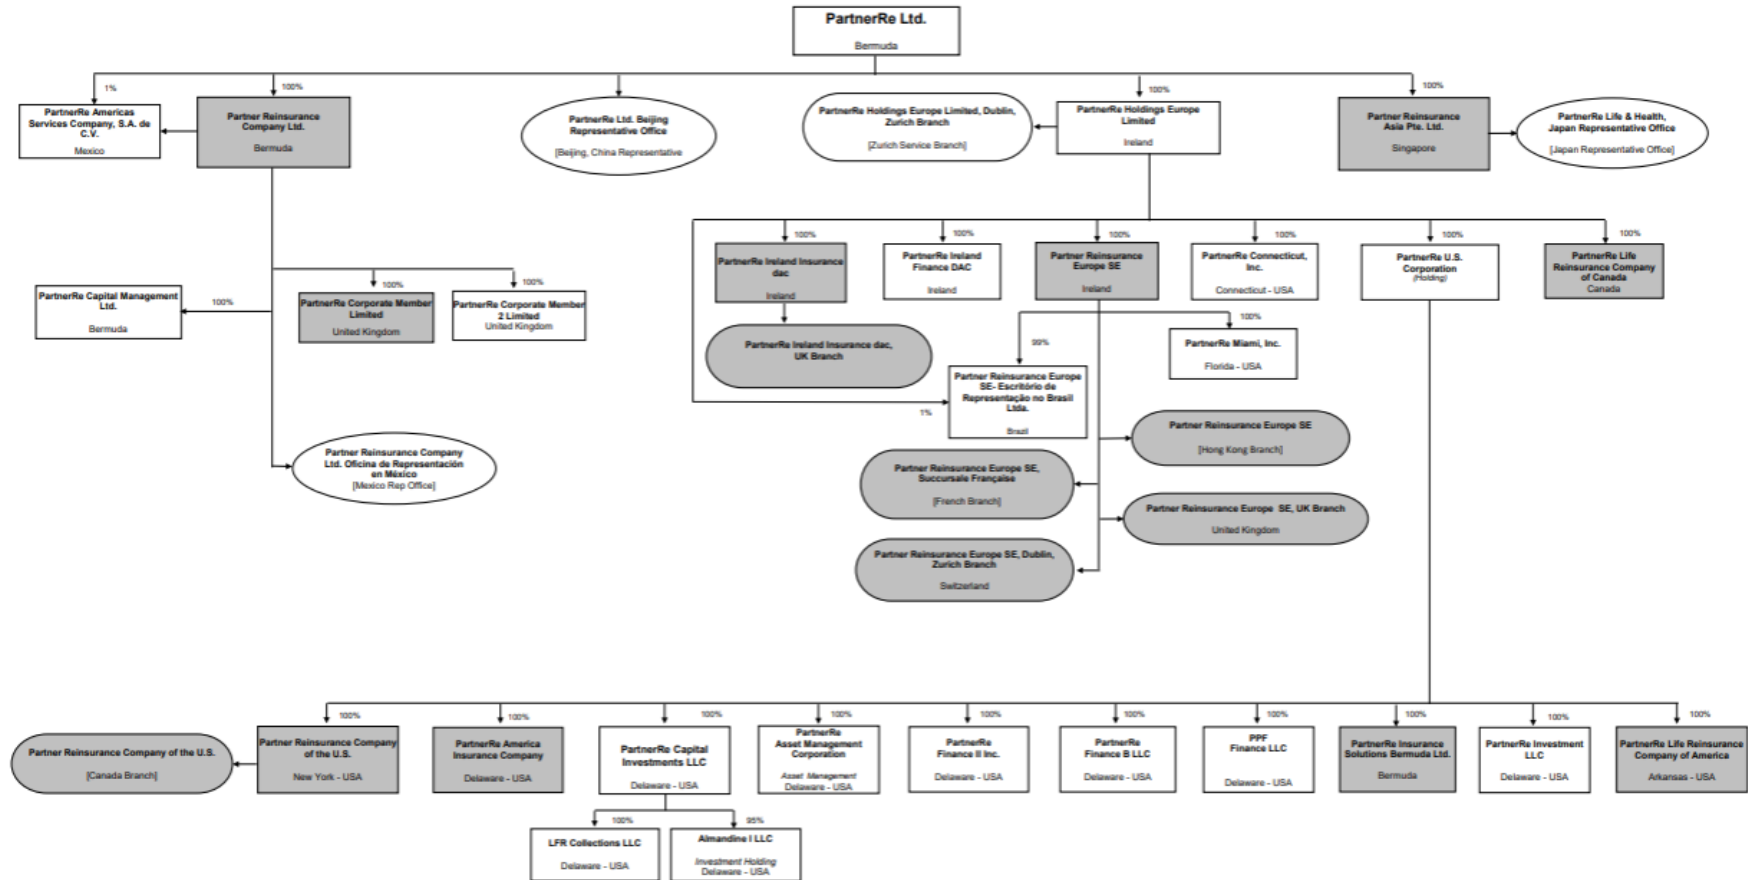 PartnerRe Ltd.
Bermuda
1%
100%
100%
100%
PartnerRe Americas
Services Company, S.A. de
C.V.
Mexico
Partner Reinsurance
Company Ltd.
Bermuda
PartnerRe Ltd. Beijing
Representative Office
[Beijing, China Representative
PartnerRe Holdings Europe Limited, Dublin,
Zurich Branch
[Zurich Service Branch]
PartnerRe Holdings Europe
Limited
Ireland
Partner Reinsurance
Asia Pte. Ltd.
Singapore
PartnerRe Life & Health,
Japan Representative Office
[Japan Representative Office]
100%
100%
100%
100%
100%
100%
PartnerRe Ireland Insurance
dac
Ireland
PartnerRe Ireland
Finance DAC
Ireland
Partner Reinsurance
Europe SE
Ireland
PartnerRe Connecticut,
Inc.
Connecticut - USA
PartnerRe U.S.
Corporation
(Holding)
PartnerRe Life
Reinsurance Company
of Canada
Canada
PartnerRe Capital Management
Ltd.
Bermuda
100%
100%
PartnerRe Corporate Member
Limited
United Kingdom
100%
PartnerRe Corporate Member
2 Limited
United Kingdom
PartnerRe Ireland Insurance dac,
UK Branch
99%
100%
PartnerRe Miami, Inc.
Florida - USA
1%
Partner Reinsurance Europe
SE- Escritório de
Representação no Brasil
Ltda.
Brazil
Partner Reinsurance Company
Ltd. Oficina de Representación
en México
[Mexico Rep Office]
Partner Reinsurance Europe SE
[Hong Kong Branch]
Partner Reinsurance Europe SE,
Succursale Française
[French Branch]
Partner Reinsurance Europe  SE, UK Branch
United Kingdom
Partner Reinsurance Europe SE, Dublin,
Zurich Branch
Switzerland
100%
100%
100%
100%
100%
100%
100%
100%
100%
100%
Partner Reinsurance Company of the U.S.
[Canada Branch]
Partner Reinsurance Company
of the U.S.
New York - USA
PartnerRe America
Insurance Company
Delaware - USA
PartnerRe Capital
Investments LLC
Delaware - USA
PartnerRe
Asset Management
Corporation
Asset Management
Delaware - USA
PartnerRe
Finance II Inc.
Delaware - USA
PartnerRe
Finance B LLC
Delaware - USA
PPF
Finance LLC
Delaware - USA
PartnerRe Insurance
Solutions Bermuda Ltd.
Bermuda
PartnerRe Investment
LLC
Delaware - USA
PartnerRe Life Reinsurance
Company of America
Arkansas - USA
100%
95%
LFR Collections LLC
Delaware - USA
Almandine I LLC
Investment Holding
Delaware - USA